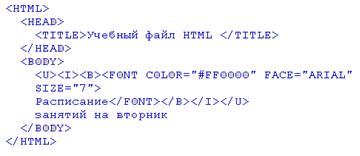 <HTML>
<HEAD>
<TITLE>Учебный файл HTML </TITLE>
</HEAD>
<BODY>
<U><I><B><FONT COLOR="#FF0000" FACE="ARIAL"
SIZE="7">
Расписание</FONT></B></I></U>
занятий на вторник
</BODY>
</HTML>